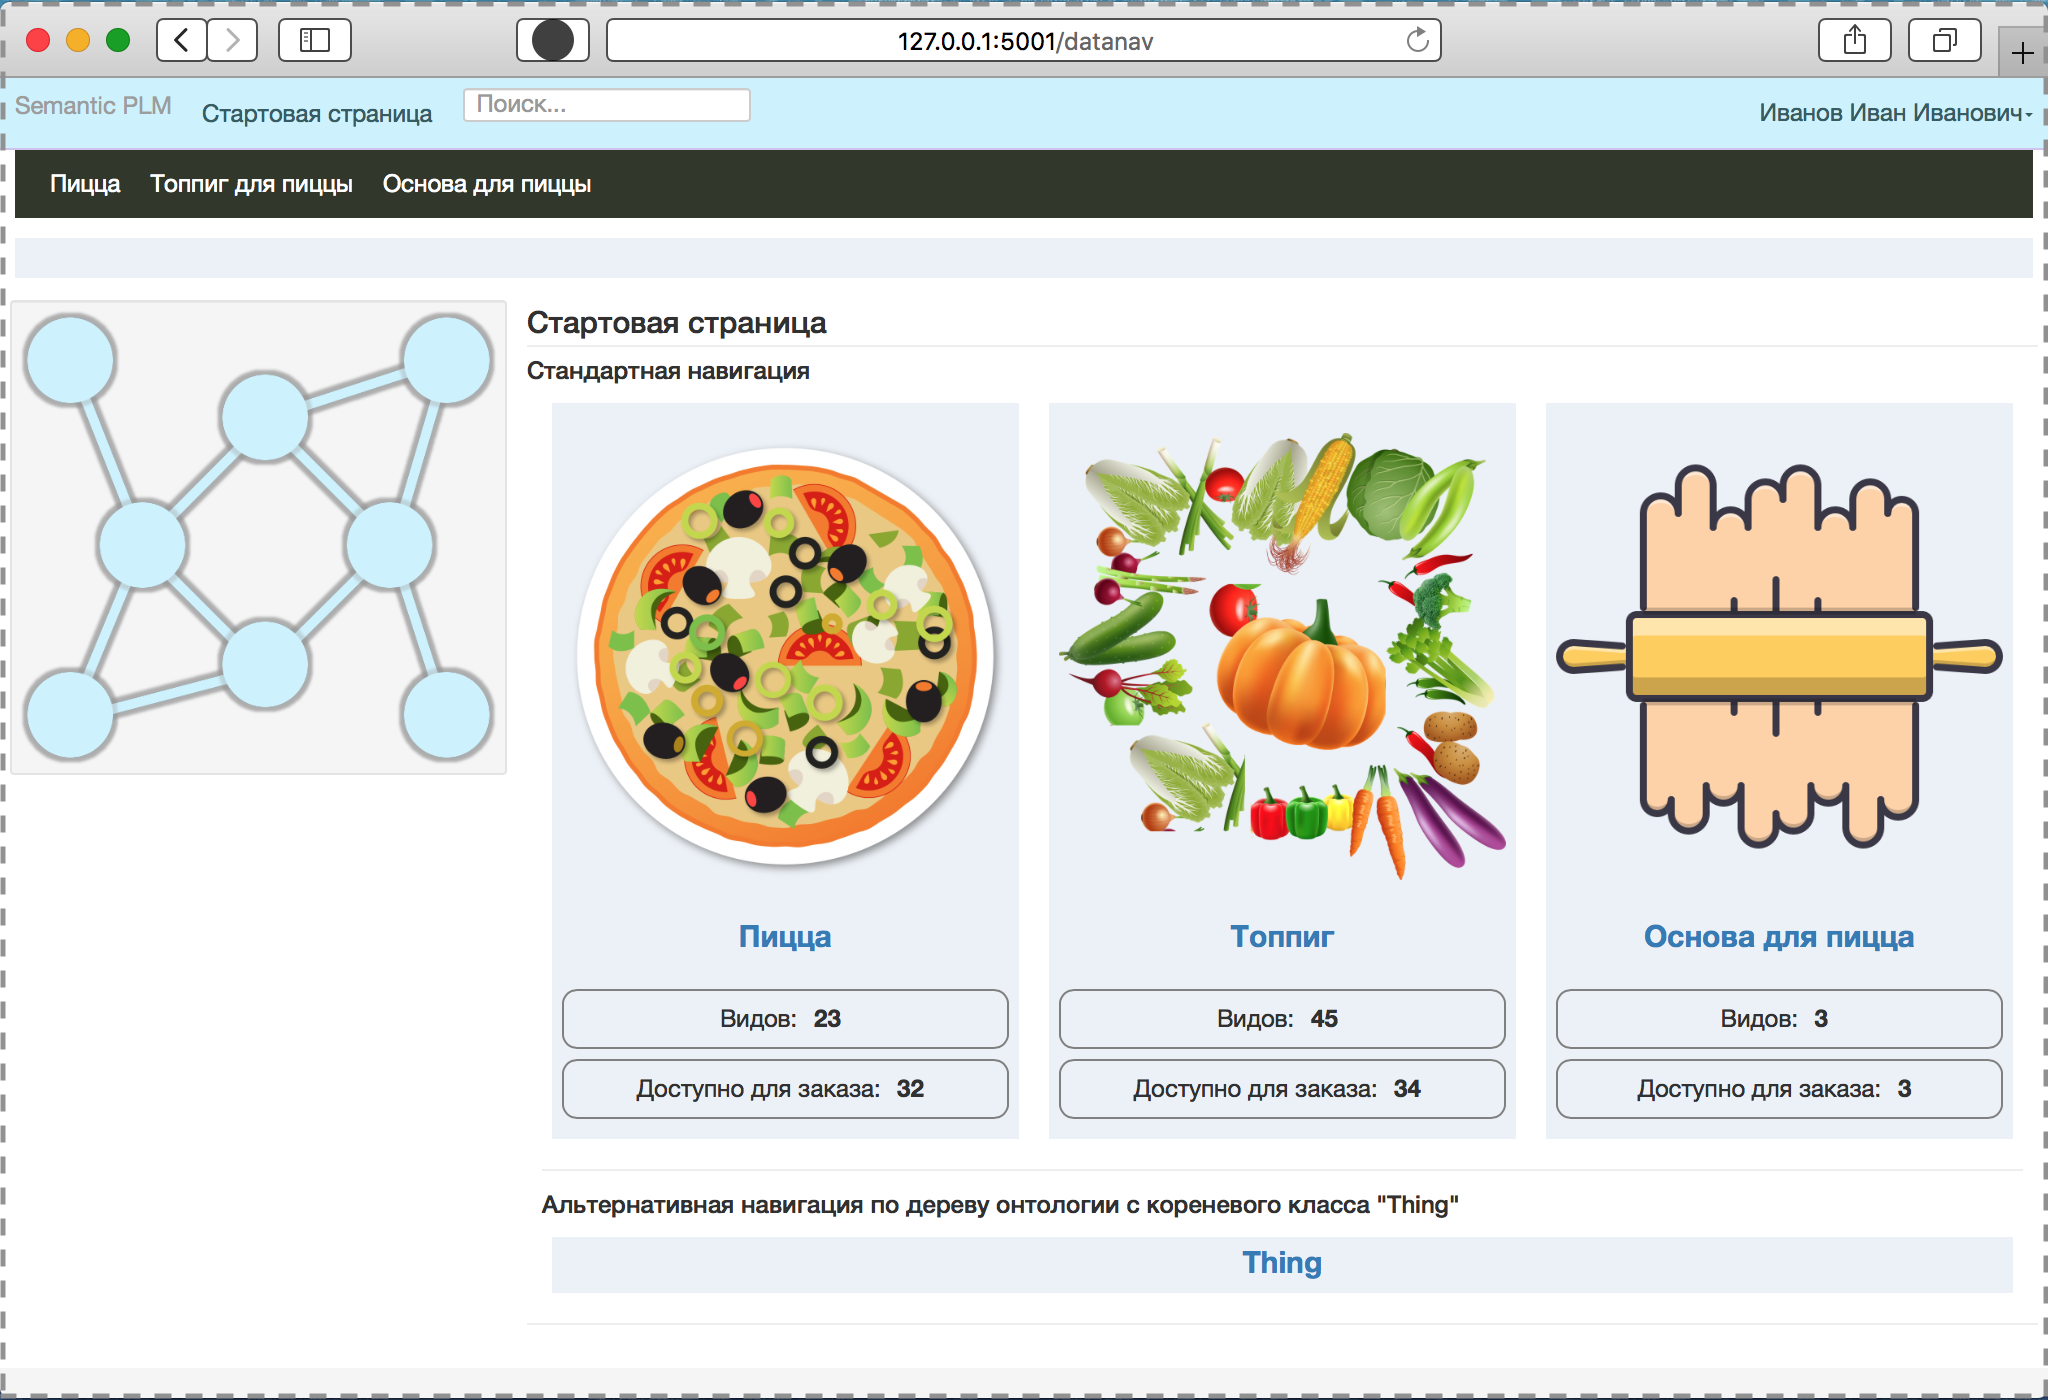 127.0.0.1:5001/datanav
Semantic PLM Стартовая страница Поиск... Иванов Иван Иванович
Пицца Топпиг для пиццы Основа для пиццы
Стартовая страница
Стандартная навигация
Пицца Топпиг Основа для пицца
Видов: 23 Видов: 45 Видов: 3
Доступно для заказа: 32 Доступно для заказа: 34 Доступно для заказа: 3
Альтернативная навигация по дереву онтологии с кореневого класса "Thing"
Thing